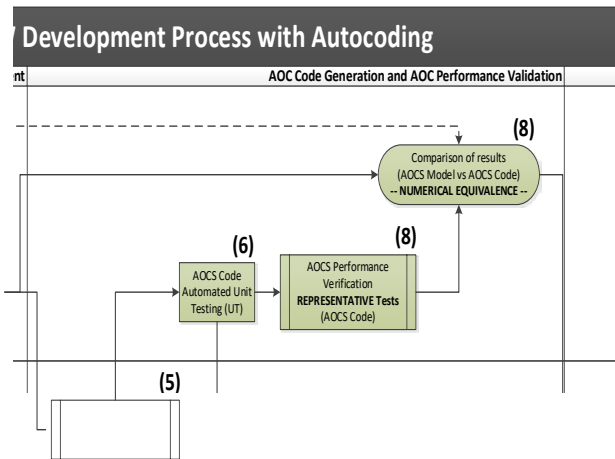 Development Process with Autocoding
AOC Code Generation and AOC Performance Validation
(8)
Comparison of results
(AOCS Model vs AOCS Code)
-- NUMERICAL EQUIVALENCE --
(6)
AOCS Code
Automated Unit
Testing (UT)
(8)
AOCS Performance
Verification
REPRESENTATIVE Tests
(AOCS Code)
(5)